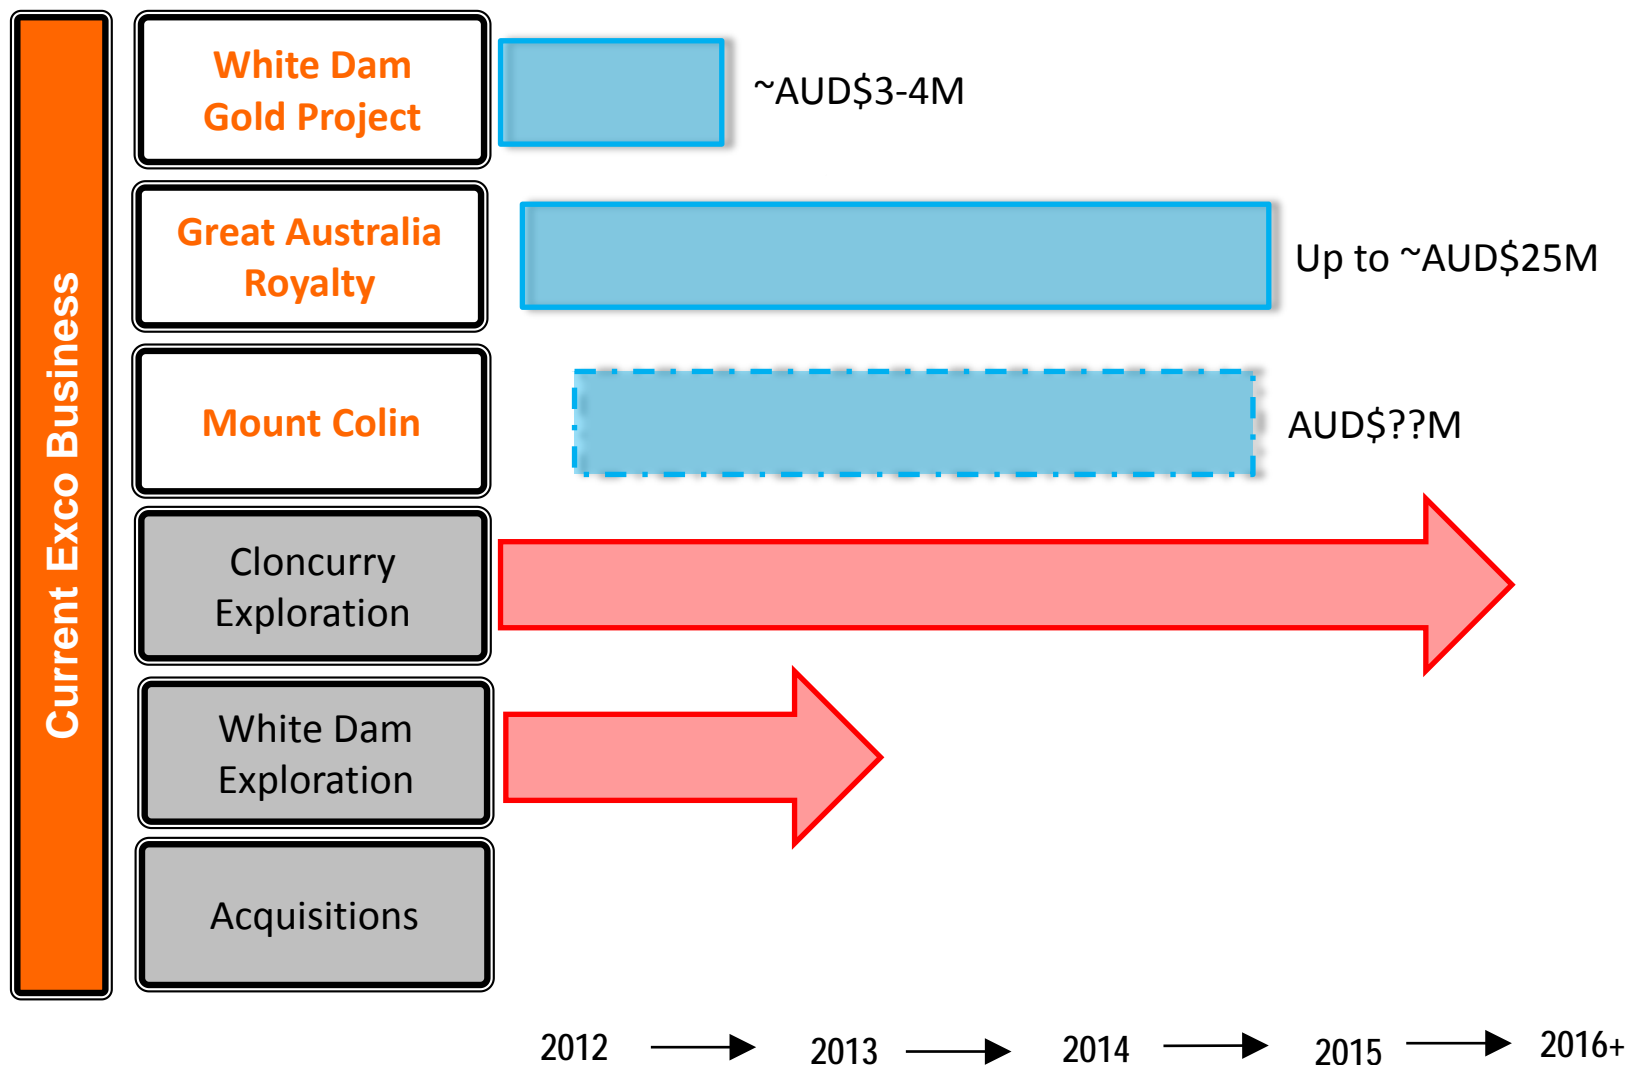 Current Exco Business
White Dam
Gold Project
~AUD$3-4M
Great Australia
Royalty
Up to ~AUD$25M
Mount Colin
AUD$??M
Cloncurry
Exploration
White Dam
Exploration
Acquisitions
2012 2013 2014 2015 2016+